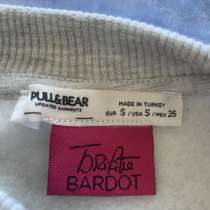 PULL&BEAR
UPDATED GARMENTS
MADE IN TURKEY
EUR S / USA S / MEX 26
Brigitte
BARDOT